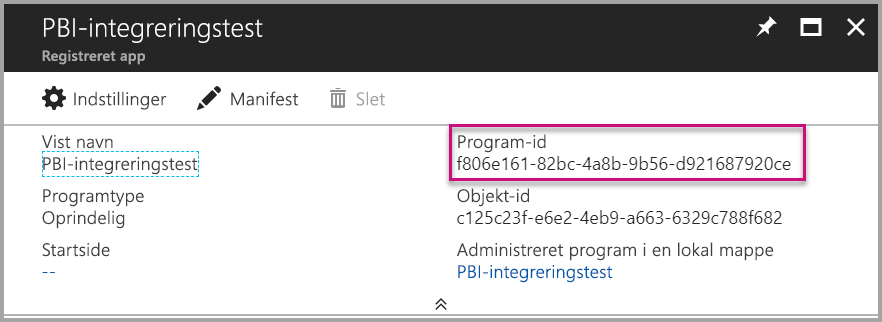 PBI-integreringstest
Registreret app
Indstillinger Manifest Slet
Vist navn
PBI-integreringstest
Program-id
f806e161-82bc-4a8b-9b56-d921687920ce
Programtype
Oprindelig
Objekt-id
c125c23f-e6e2-4eb9-a663-6329c788f682
Startside
--
Administreret program i en lokal mappe
PBI-integreringstest